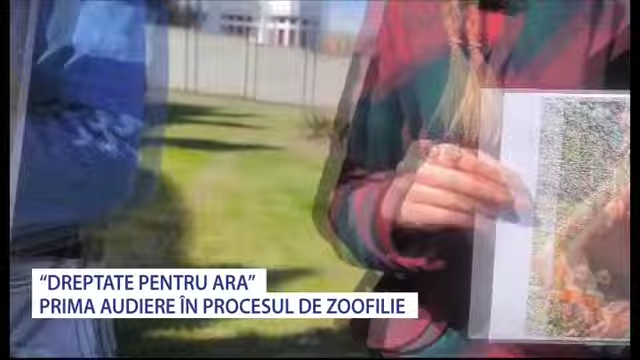 “DREPTATE PENTRU ARA”
PRIMA AUDIERE ÎN PROCESUL DE ZOOFILIE